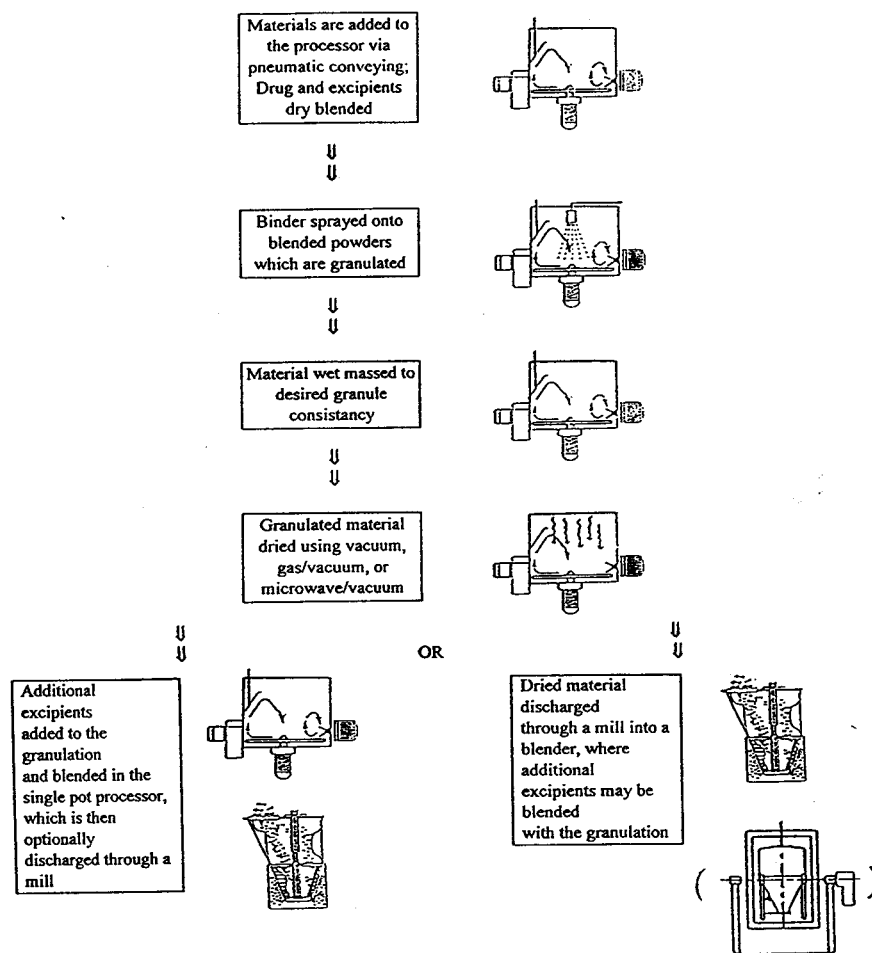 Materials are added to
the processor via
pneumatic conveying;
Drug and excipients
dry blended
Binder sprayed onto
blended powders
which are granulated
Material wet massed to
desired granule
consistancy
Granulated material
dried using vacuum,
gas/vacuum, or
microwave/vacuum
OR
Additional
excipients
added to the
granulation
and blended in the
single pot processor,
which is then
optionally
discharged through a
mill
Dried material
discharged
through a mill into a
blender, where
additional
excipients may be
blended
with the granulation